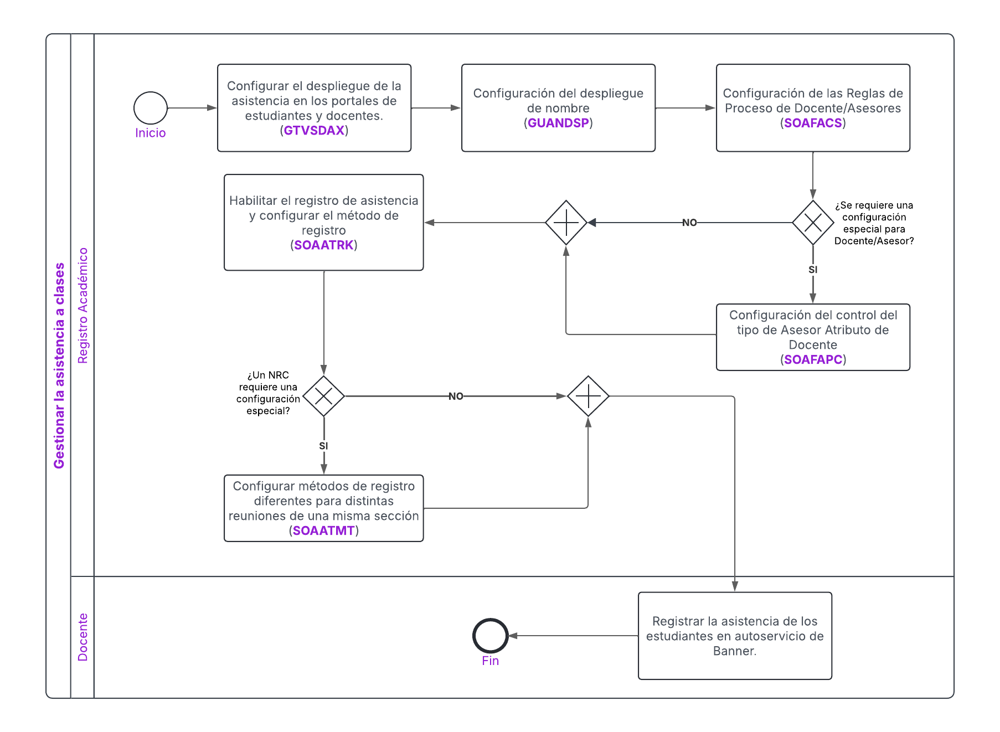 Gestionar la asistencia a clases
Registro Académico
Inicio
Configurar el despliegue de la
asistencia en los portales de
estudiantes y docentes.
(GTVSDAX)
Configuración del despliegue
de nombre
(GUANDSP)
Configuración de las Reglas de
Proceso de Docente/Asesores
(SOAFACS)
¿Se requiere una
configuración
especial para
Docente/Asesor?
NO
SI
Configuración del control del
tipo de Asesor Atributo de
Docente
(SOAFAPC)
Habilitar el registro de asistencia
y configurar el método de
registro
(SOAATRK)
¿Un NRC
requiere una
configuración
especial?
NO
SI
Configurar métodos de registro
diferentes para distintas
reuniones de una misma sección
(SOAATMT)
Docente
Registrar la asistencia de los
estudiantes en autoservicio de
Banner.
Fin